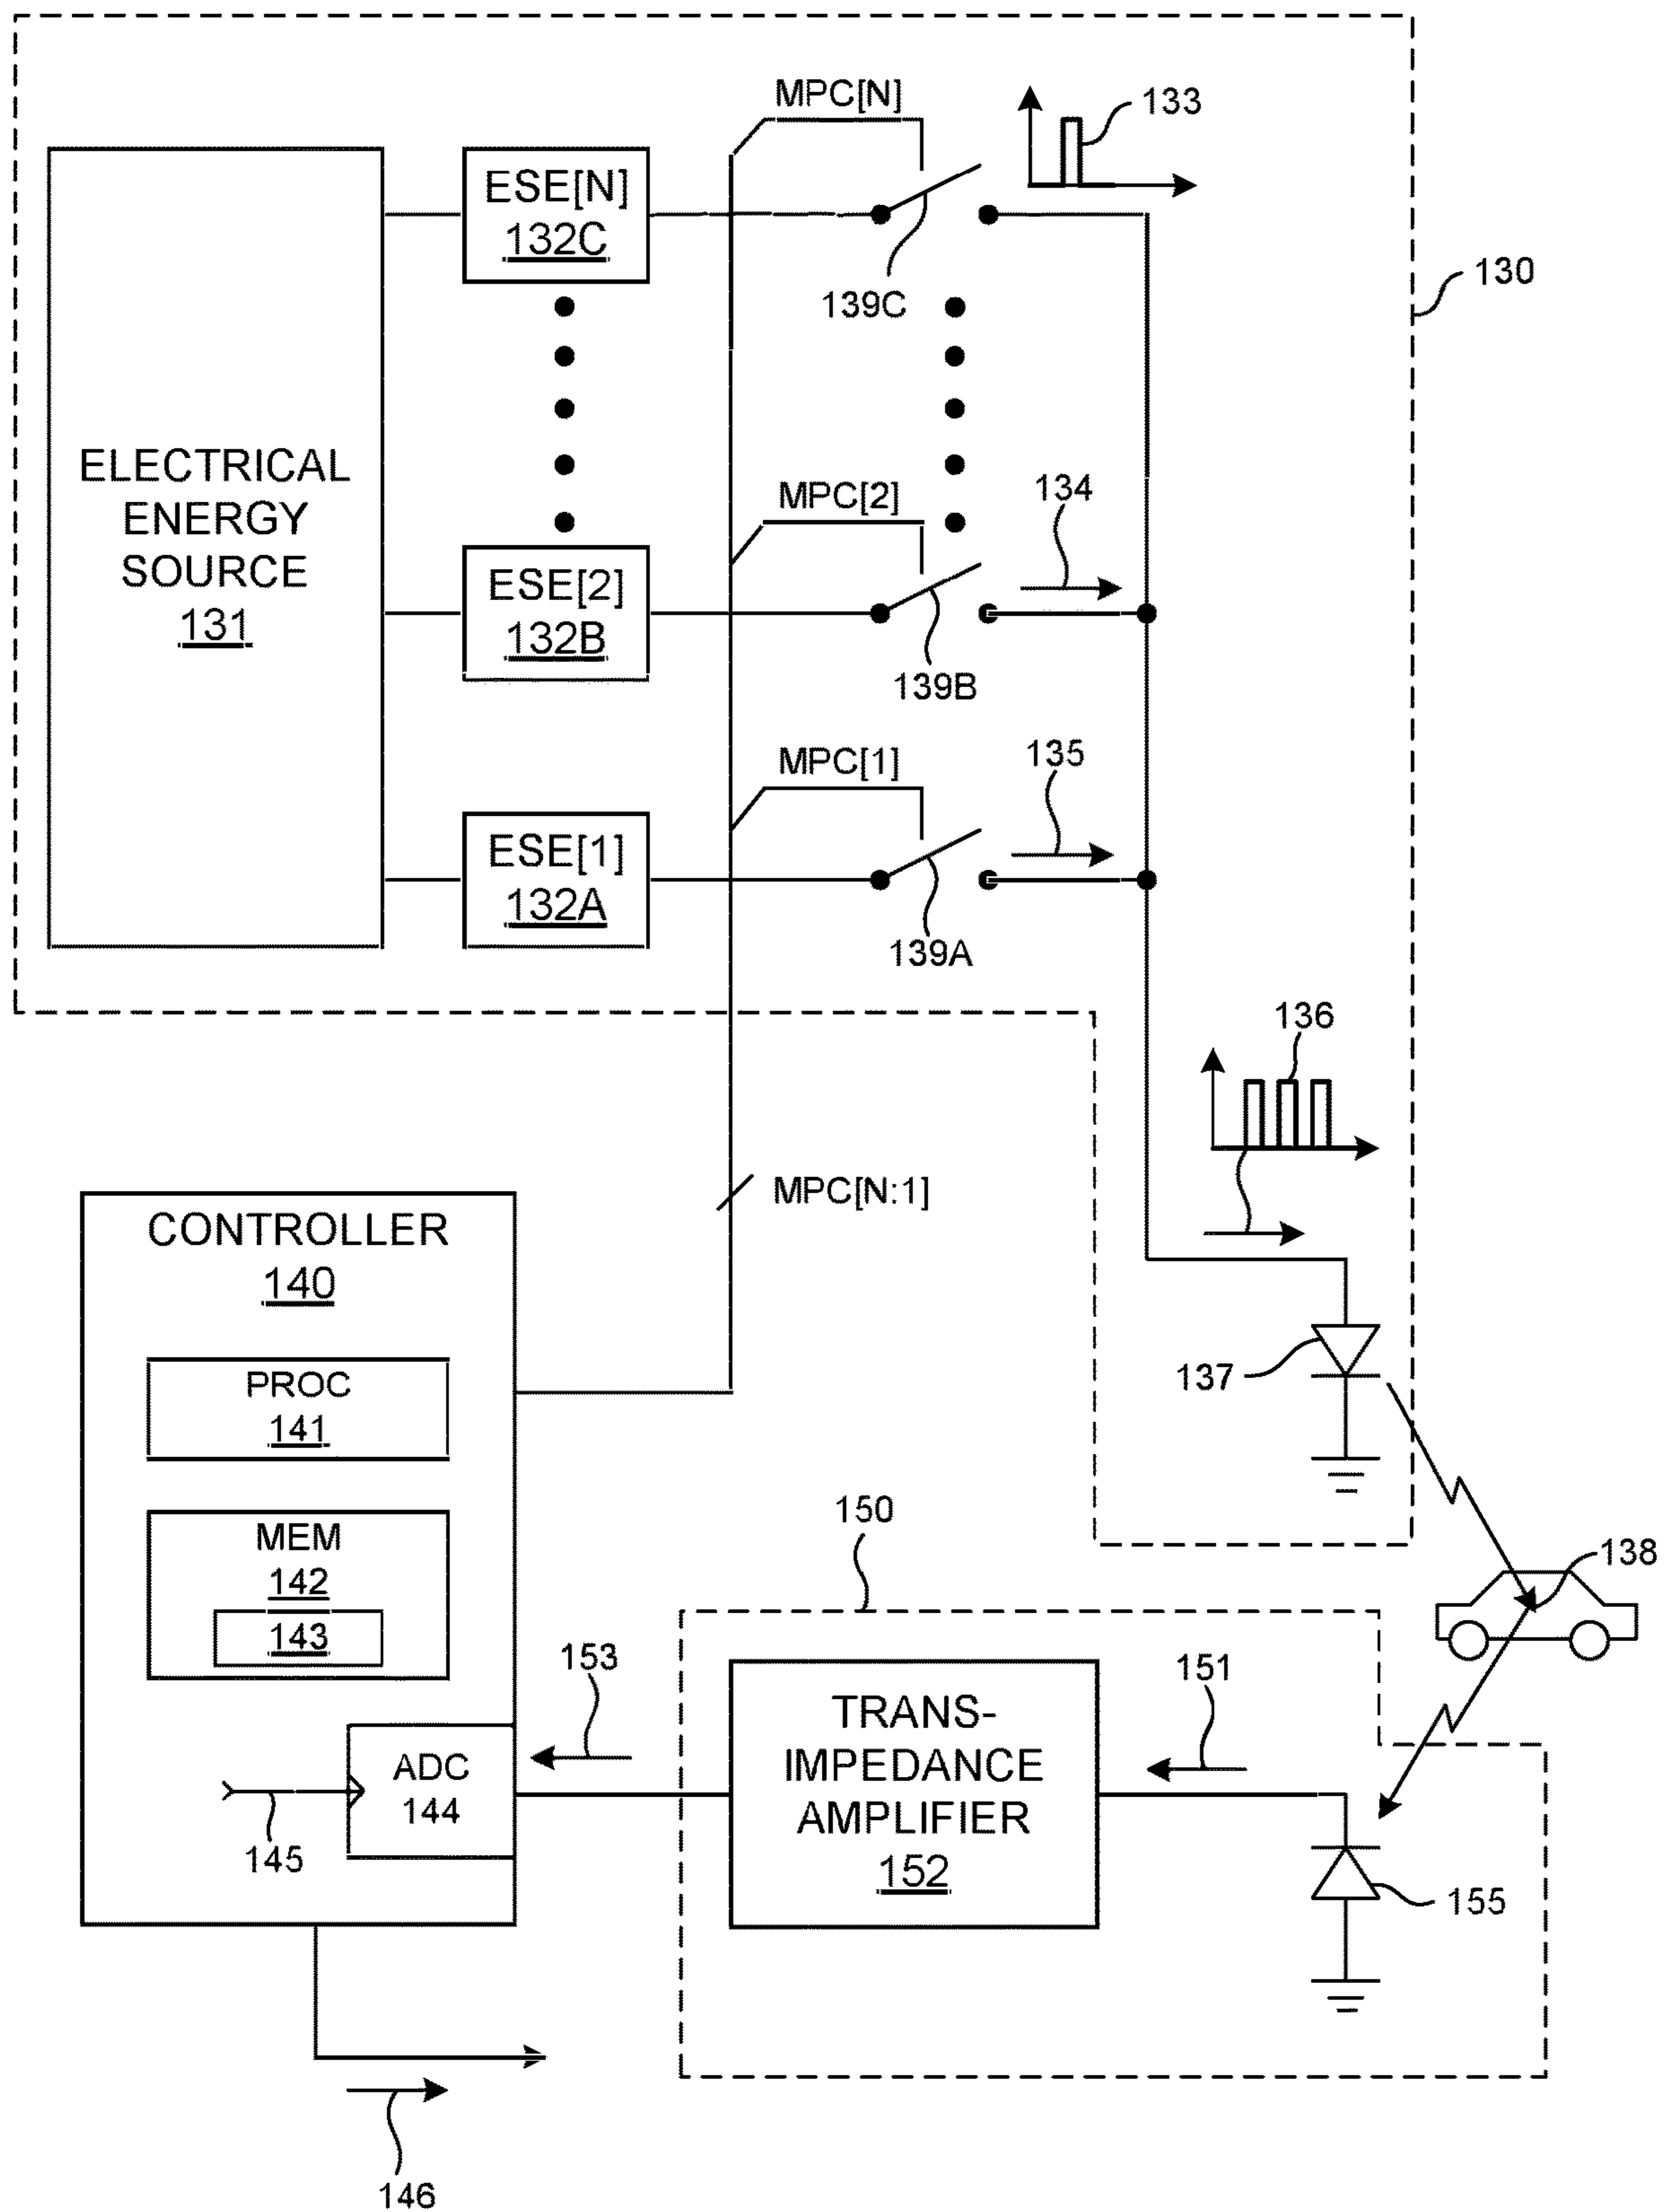 MPC[N]
133
ESE[N]
132C
139C
130
ELECTRICAL
ENERGY
SOURCE
131
MPC[2]
134
ESE[2]
132B
139B
MPC[1]
135
ESE[1]
132A
139A
136
MPC[N:1]
CONTROLLER
140
PROC
141
137
MEM
142
143
150
138
153
151
TRANS-
IMPEDANCE
AMPLIFIER
152
ADC
144
145
155
146